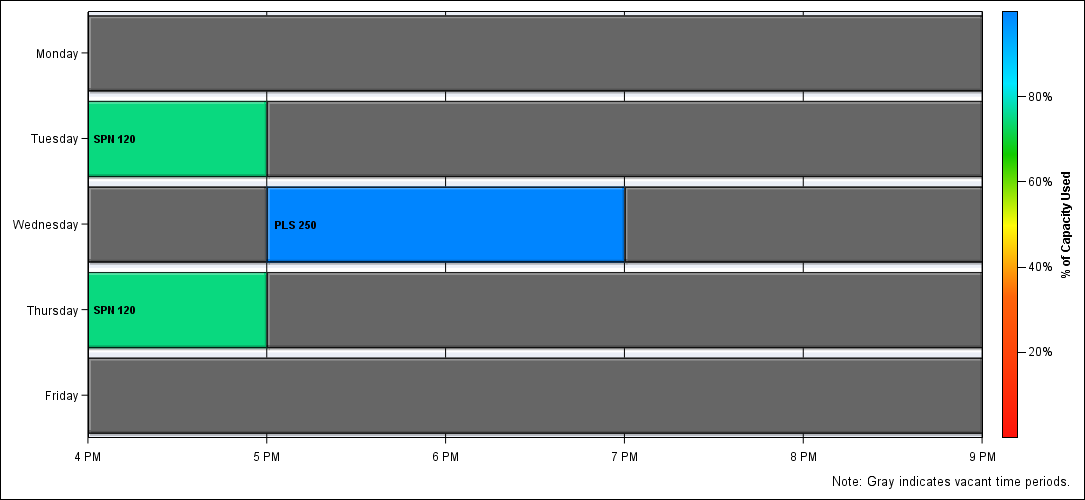 Monday
Tuesday
SPN 120
Wednesday
PLS 250
Thursday
SPN 120
Friday
4 PM
5 PM
6 PM
7 PM
8 PM
9 PM
80%
60%
40%
20%
% of Capacity Used
Note: Gray indicates vacant time periods.